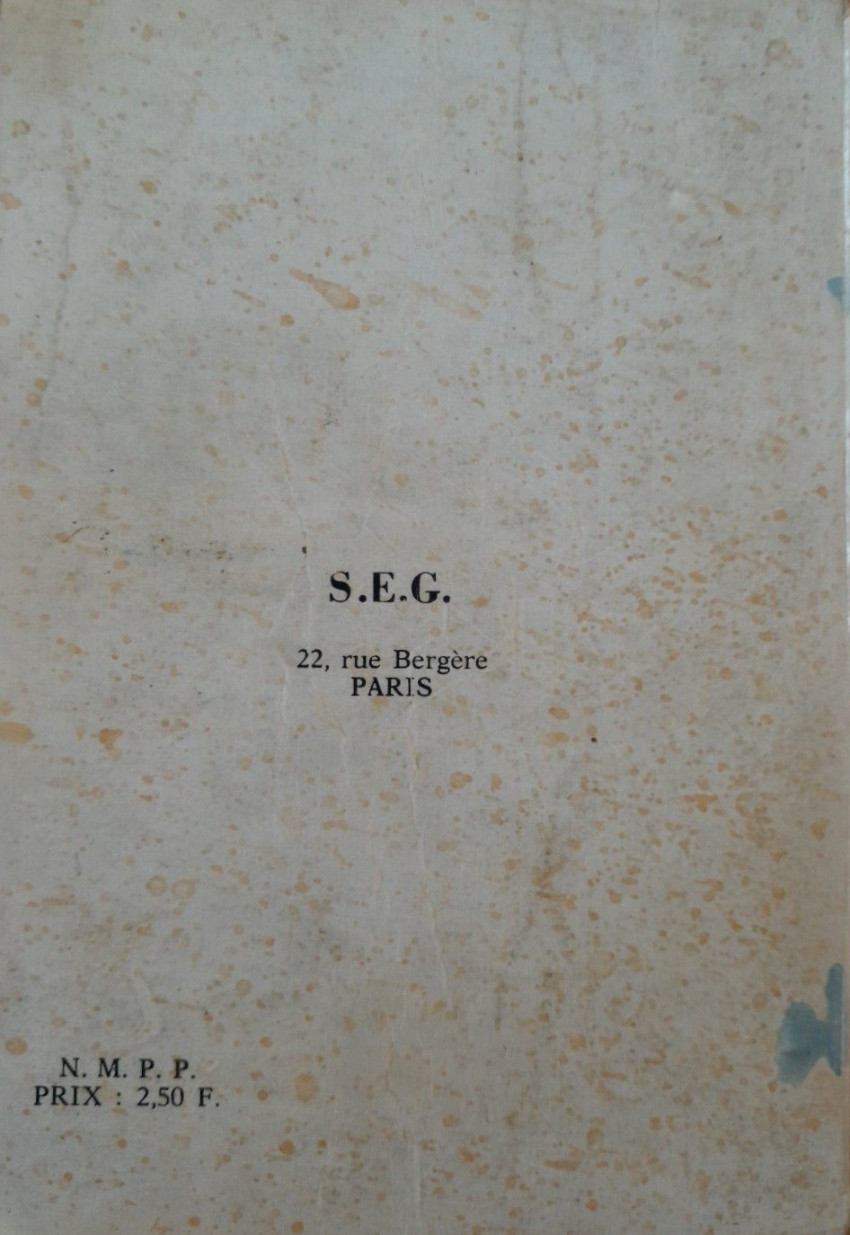 S.E.G.
22, rue Bergère
PARIS
N. M. P. P.
PRIX : 2,50 F.